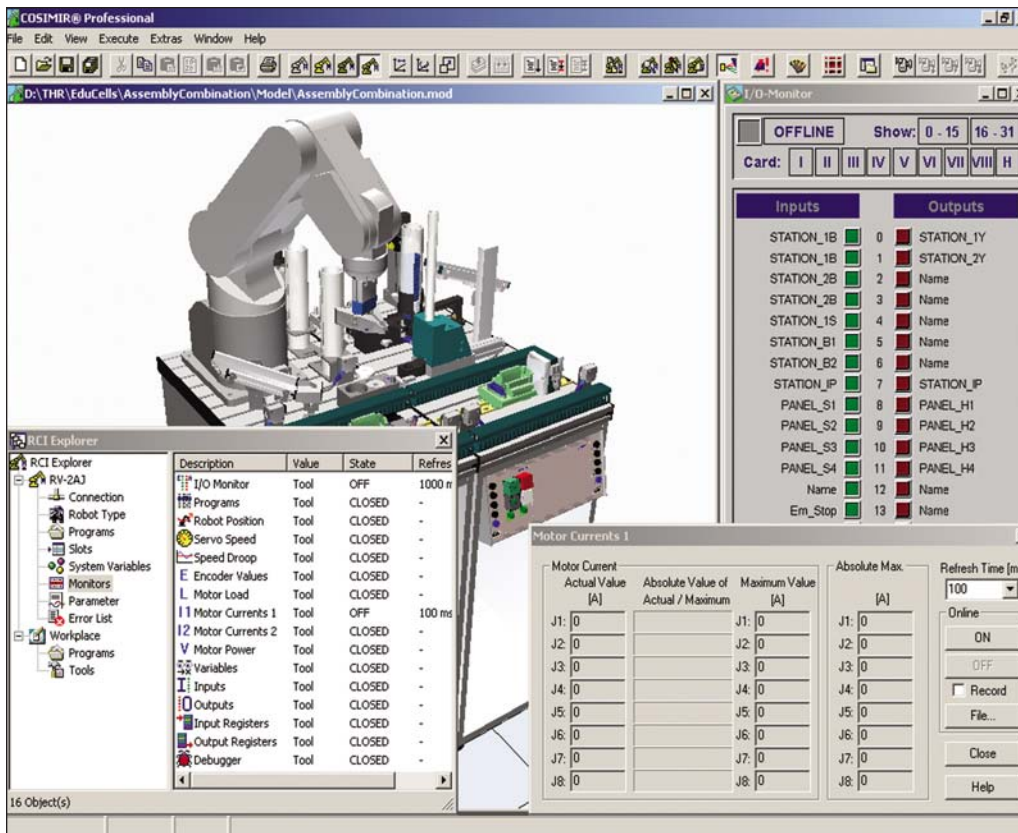 COSIMIR® Professional
File Edit View Execute Extras Window Help
D:\THR\EduCells\AssemblyCombination\Model\AssemblyCombination.mod
I/O-Monitor
OFFLINE Show: 0 - 15 16 - 31
Card: I II III IV V VI VII VIII H
Inputs Outputs
STATION_1B 0 STATION_1Y
STATION_1B 1 STATION_2Y
STATION_2B 2 Name
STATION_2B 3 Name
STATION_1S 4 Name
STATION_B1 5 Name
STATION_B2 6 Name
STATION_IP 7 STATION_IP
PANEL_S1 8 PANEL_H1
PANEL_S2 9 PANEL_H2
PANEL_S3 10 PANEL_H3
PANEL_S4 11 PANEL_H4
Name 12 Name
Em_Stop 13 Name
RCI Explorer
RCI Explorer
RV-2AJ
Connection
Robot Type
Programs
Slots
System Variables
Monitors
Parameter
Error List
Workplace
Programs
Tools
Description Value State Refres
I/O Monitor Tool OFF 1000 m
Programs Tool CLOSED -
Robot Position Tool CLOSED -
Servo Speed Tool CLOSED -
Speed Droop Tool CLOSED -
E Encoder Values Tool CLOSED -
L Motor Load Tool CLOSED -
I1 Motor Currents 1 Tool OFF 100 ms
I2 Motor Currents 2 Tool CLOSED -
V Motor Power Tool CLOSED -
Variables Tool CLOSED -
Inputs Tool CLOSED -
Outputs Tool CLOSED -
Input Registers Tool CLOSED -
Output Registers Tool CLOSED -
Debugger Tool CLOSED -
16 Object(s)
Motor Currents 1
Motor Current
Actual Value [A]
Absolute Value of Actual / Maximum
Maximum Value [A]
Absolute Max.
[A]
J1: 0 J1: 0 J1: 0
J2: 0 J2: 0 J2: 0
J3: 0 J3: 0 J3: 0
J4: 0 J4: 0 J4: 0
J5: 0 J5: 0 J5: 0
J6: 0 J6: 0 J6: 0
J7: 0 J7: 0 J7: 0
J8: 0 J8: 0 J8: 0
Refresh Time [m
100
Online
ON
OFF
Record
File...
Close
Help